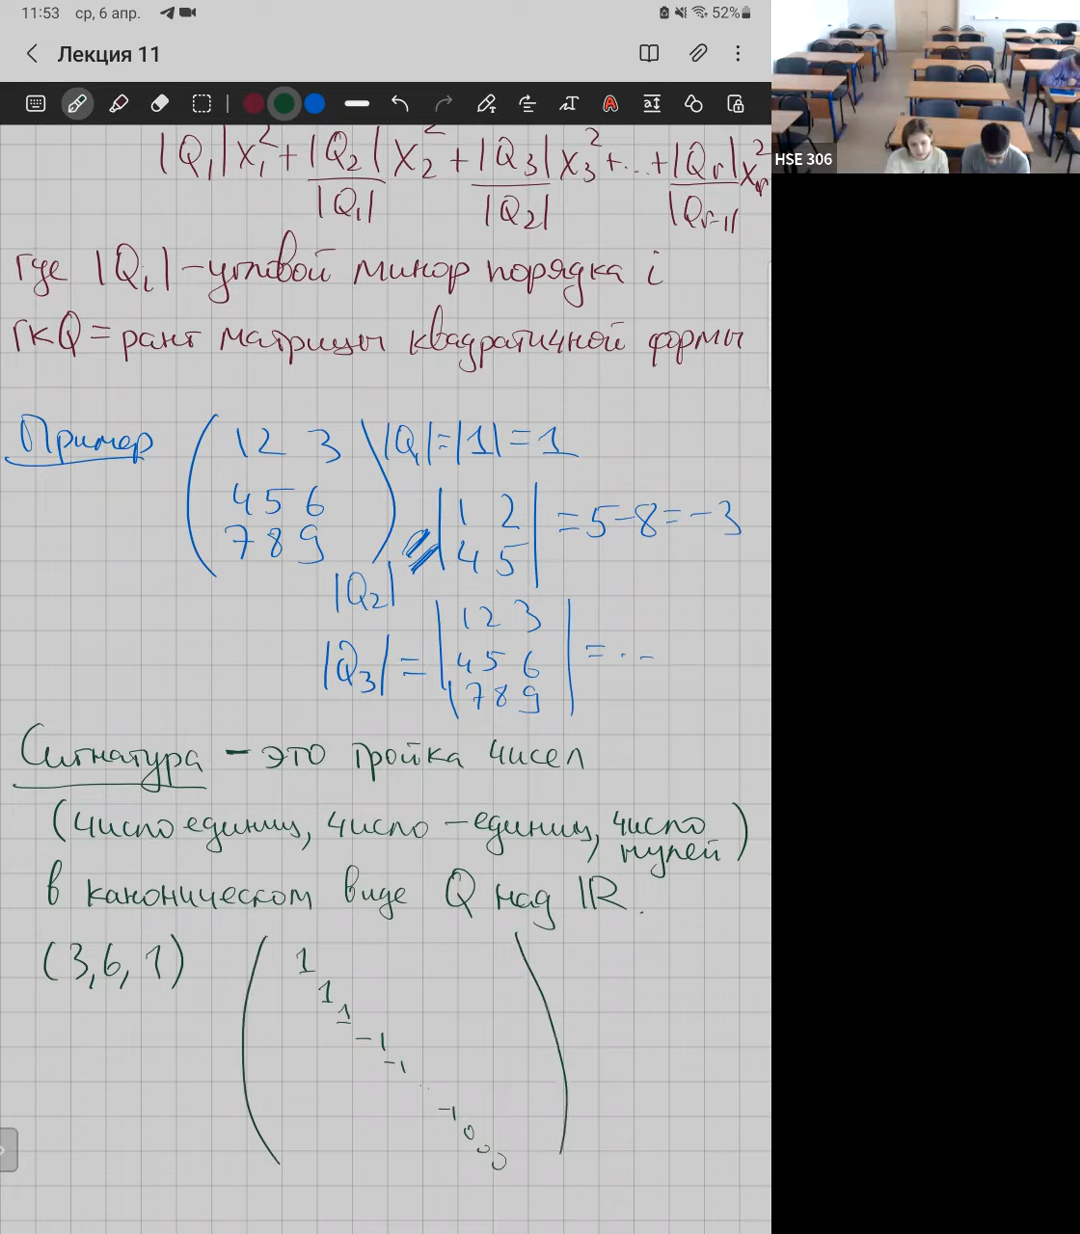 11:53 ср, 6 апр. 52%
Лекция 11
|Q₁|x₁² + |Q₂|/|Q₁| x₂² + |Q₃|/|Q₂| x₃² + ... + |Qr|/|Qr-1| xr²
HSE 306
где |Qi| - угловой минор порядка i
rkQ = ранг матрицы квадратичной формы
Пример
1 2 3
4 5 6
7 8 9
|Q₁| = |1| = 1
|Q₂|
1 2
4 5
= 5-8 = -3
|Q₃| =
1 2 3
4 5 6
7 8 9
= ...
Сигнатура - это тройка чисел
(число единиц, число -единиц, число нулей)
в каноническом виде Q над ℝ.
(3,6,1)
1
1
1
-1
-1
-1
0
0
0